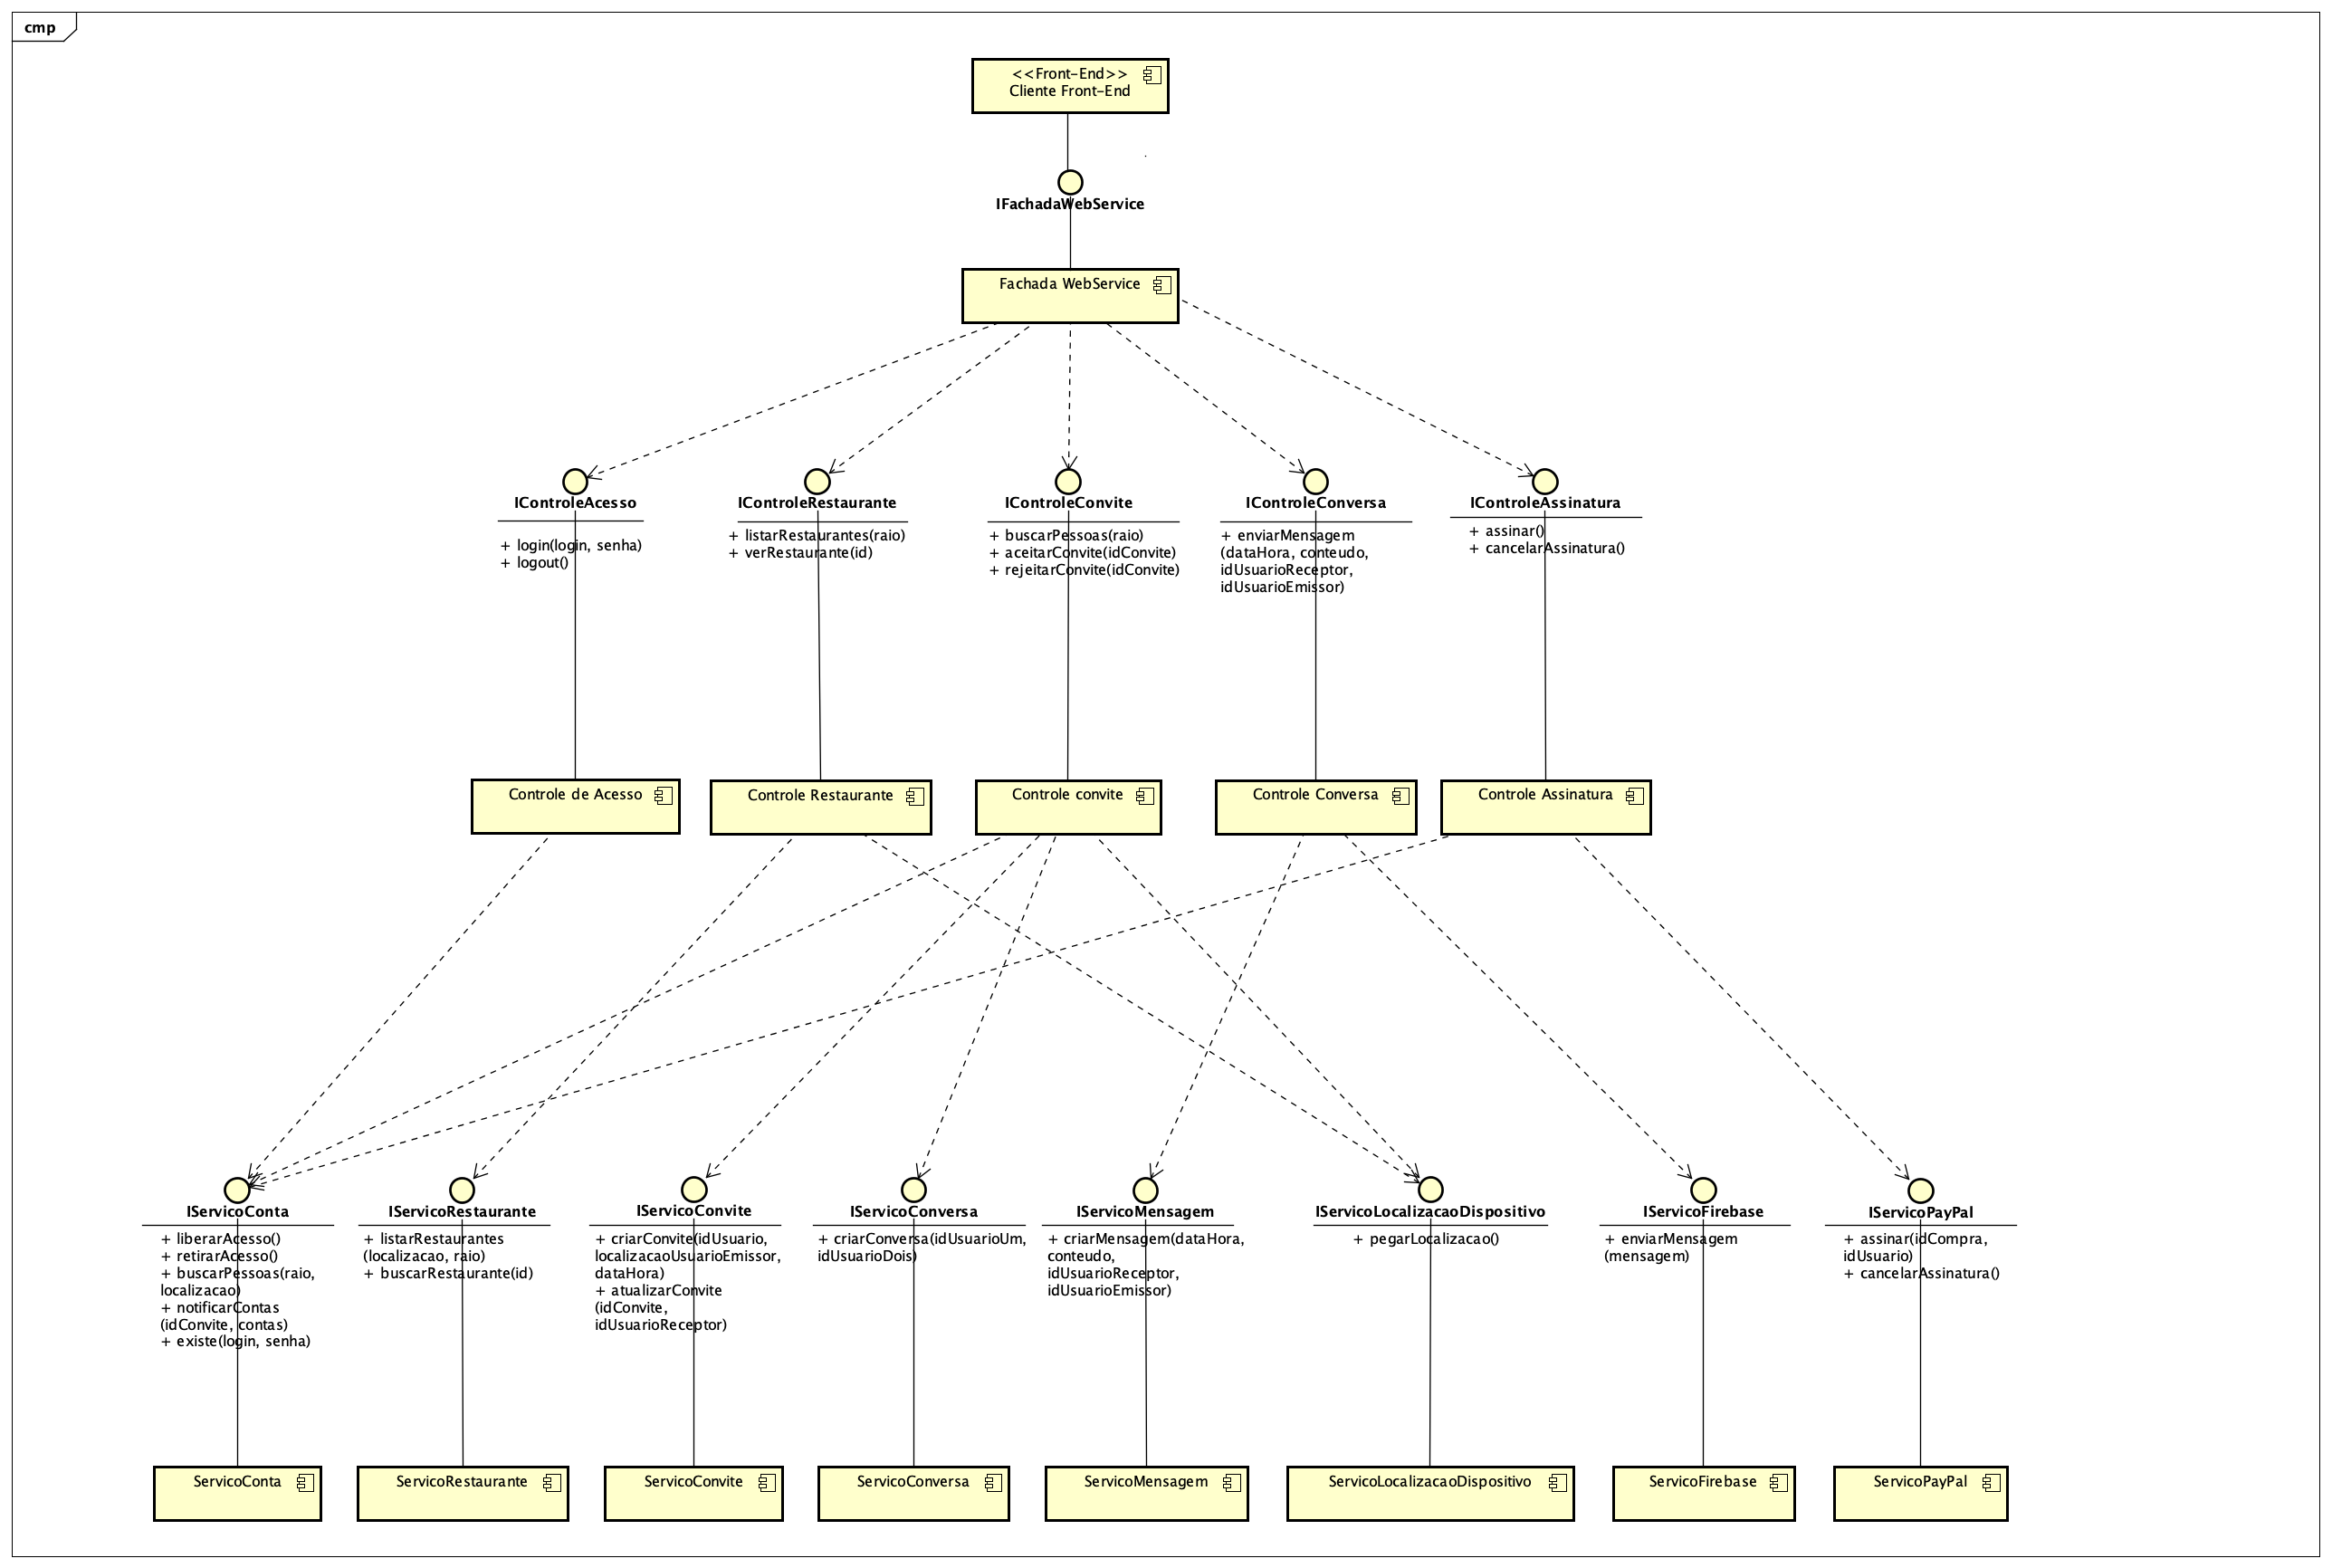 cmp
<<Front-End>>
Cliente Front-End
IFachadaWebService
Fachada WebService
IControleAcesso
+ login(login, senha)
+ logout()
IControleRestaurante
+ listarRestaurantes(raio)
+ verRestaurante(id)
IControleConvite
+ buscarPessoas(raio)
+ aceitarConvite(idConvite)
+ rejeitarConvite(idConvite)
IControleConversa
+ enviarMensagem
(dataHora, conteudo,
idUsuarioReceptor,
idUsuarioEmissor)
IControleAssinatura
+ assinar()
+ cancelarAssinatura()
Controle de Acesso
Controle Restaurante
Controle convite
Controle Conversa
Controle Assinatura
IServicoConta
+ liberarAcesso()
+ retirarAcesso()
+ buscarPessoas(raio,
localizacao)
+ notificarContas
(idConvite, contas)
+ existe(login, senha)
IServicoRestaurante
+ listarRestaurantes
(localizacao, raio)
+ buscarRestaurante(id)
IServicoConvite
+ criarConvite(idUsuario,
localizacaoUsuarioEmissor,
dataHora)
+ atualizarConvite
(idConvite,
idUsuarioReceptor)
IServicoConversa
+ criarConversa(idUsuarioUm,
idUsuarioDois)
IServicoMensagem
+ criarMensagem(dataHora,
conteudo,
idUsuarioReceptor,
idUsuarioEmissor)
IServicoLocalizacaoDispositivo
+ pegarLocalizacao()
IServicoFirebase
+ enviarMensagem
(mensagem)
IServicoPayPal
+ assinar(idCompra,
idUsuario)
+ cancelarAssinatura()
ServicoConta
ServicoRestaurante
ServicoConvite
ServicoConversa
ServicoMensagem
ServicoLocalizacaoDispositivo
ServicoFirebase
ServicoPayPal